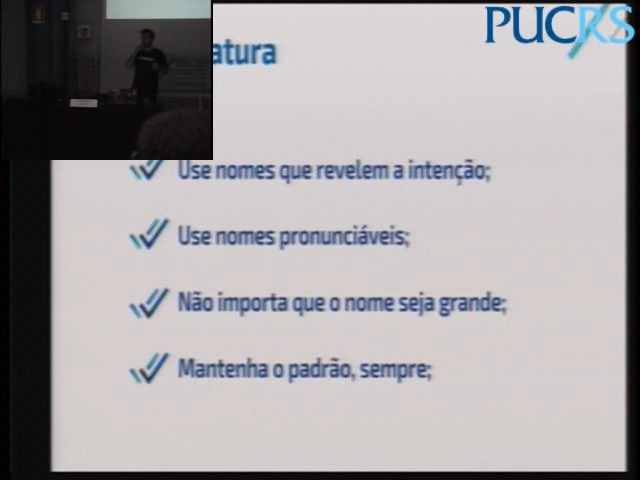 PUCRS
atura
Use nomes que revelem a intenção;
Use nomes pronunciáveis;
Não importa que o nome seja grande;
Mantenha o padrão, sempre;